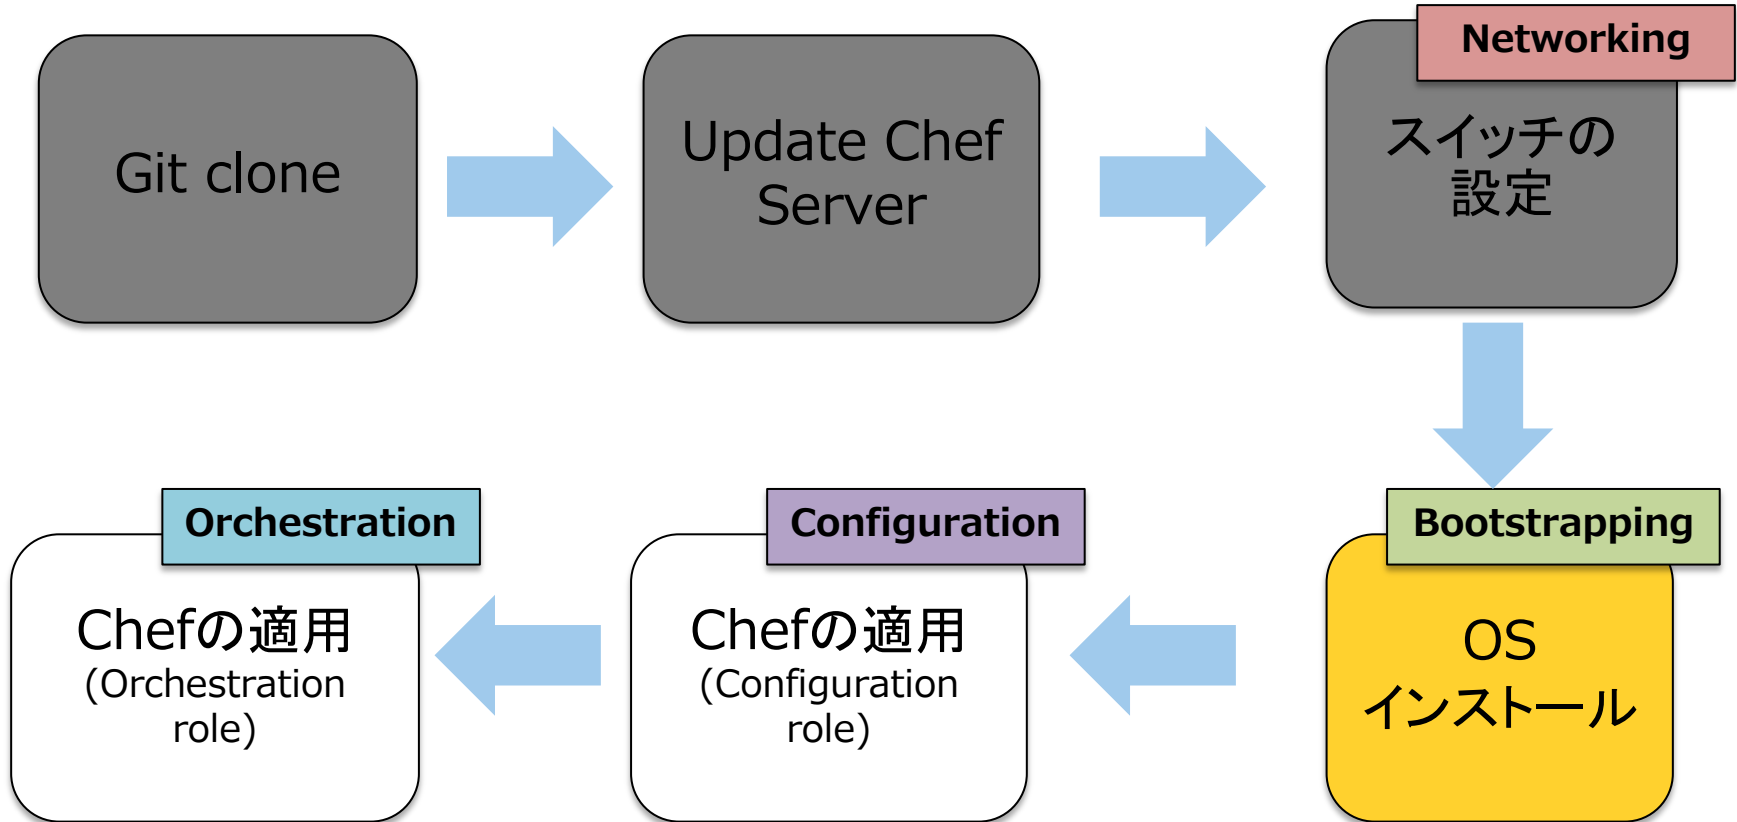 Git clone
Update Chef
Server
Networking
スイッチの
設定
Bootstrapping
OS
インストール
Configuration
Chefの適用
(Configuration
role)
Orchestration
Chefの適用
(Orchestration
role)